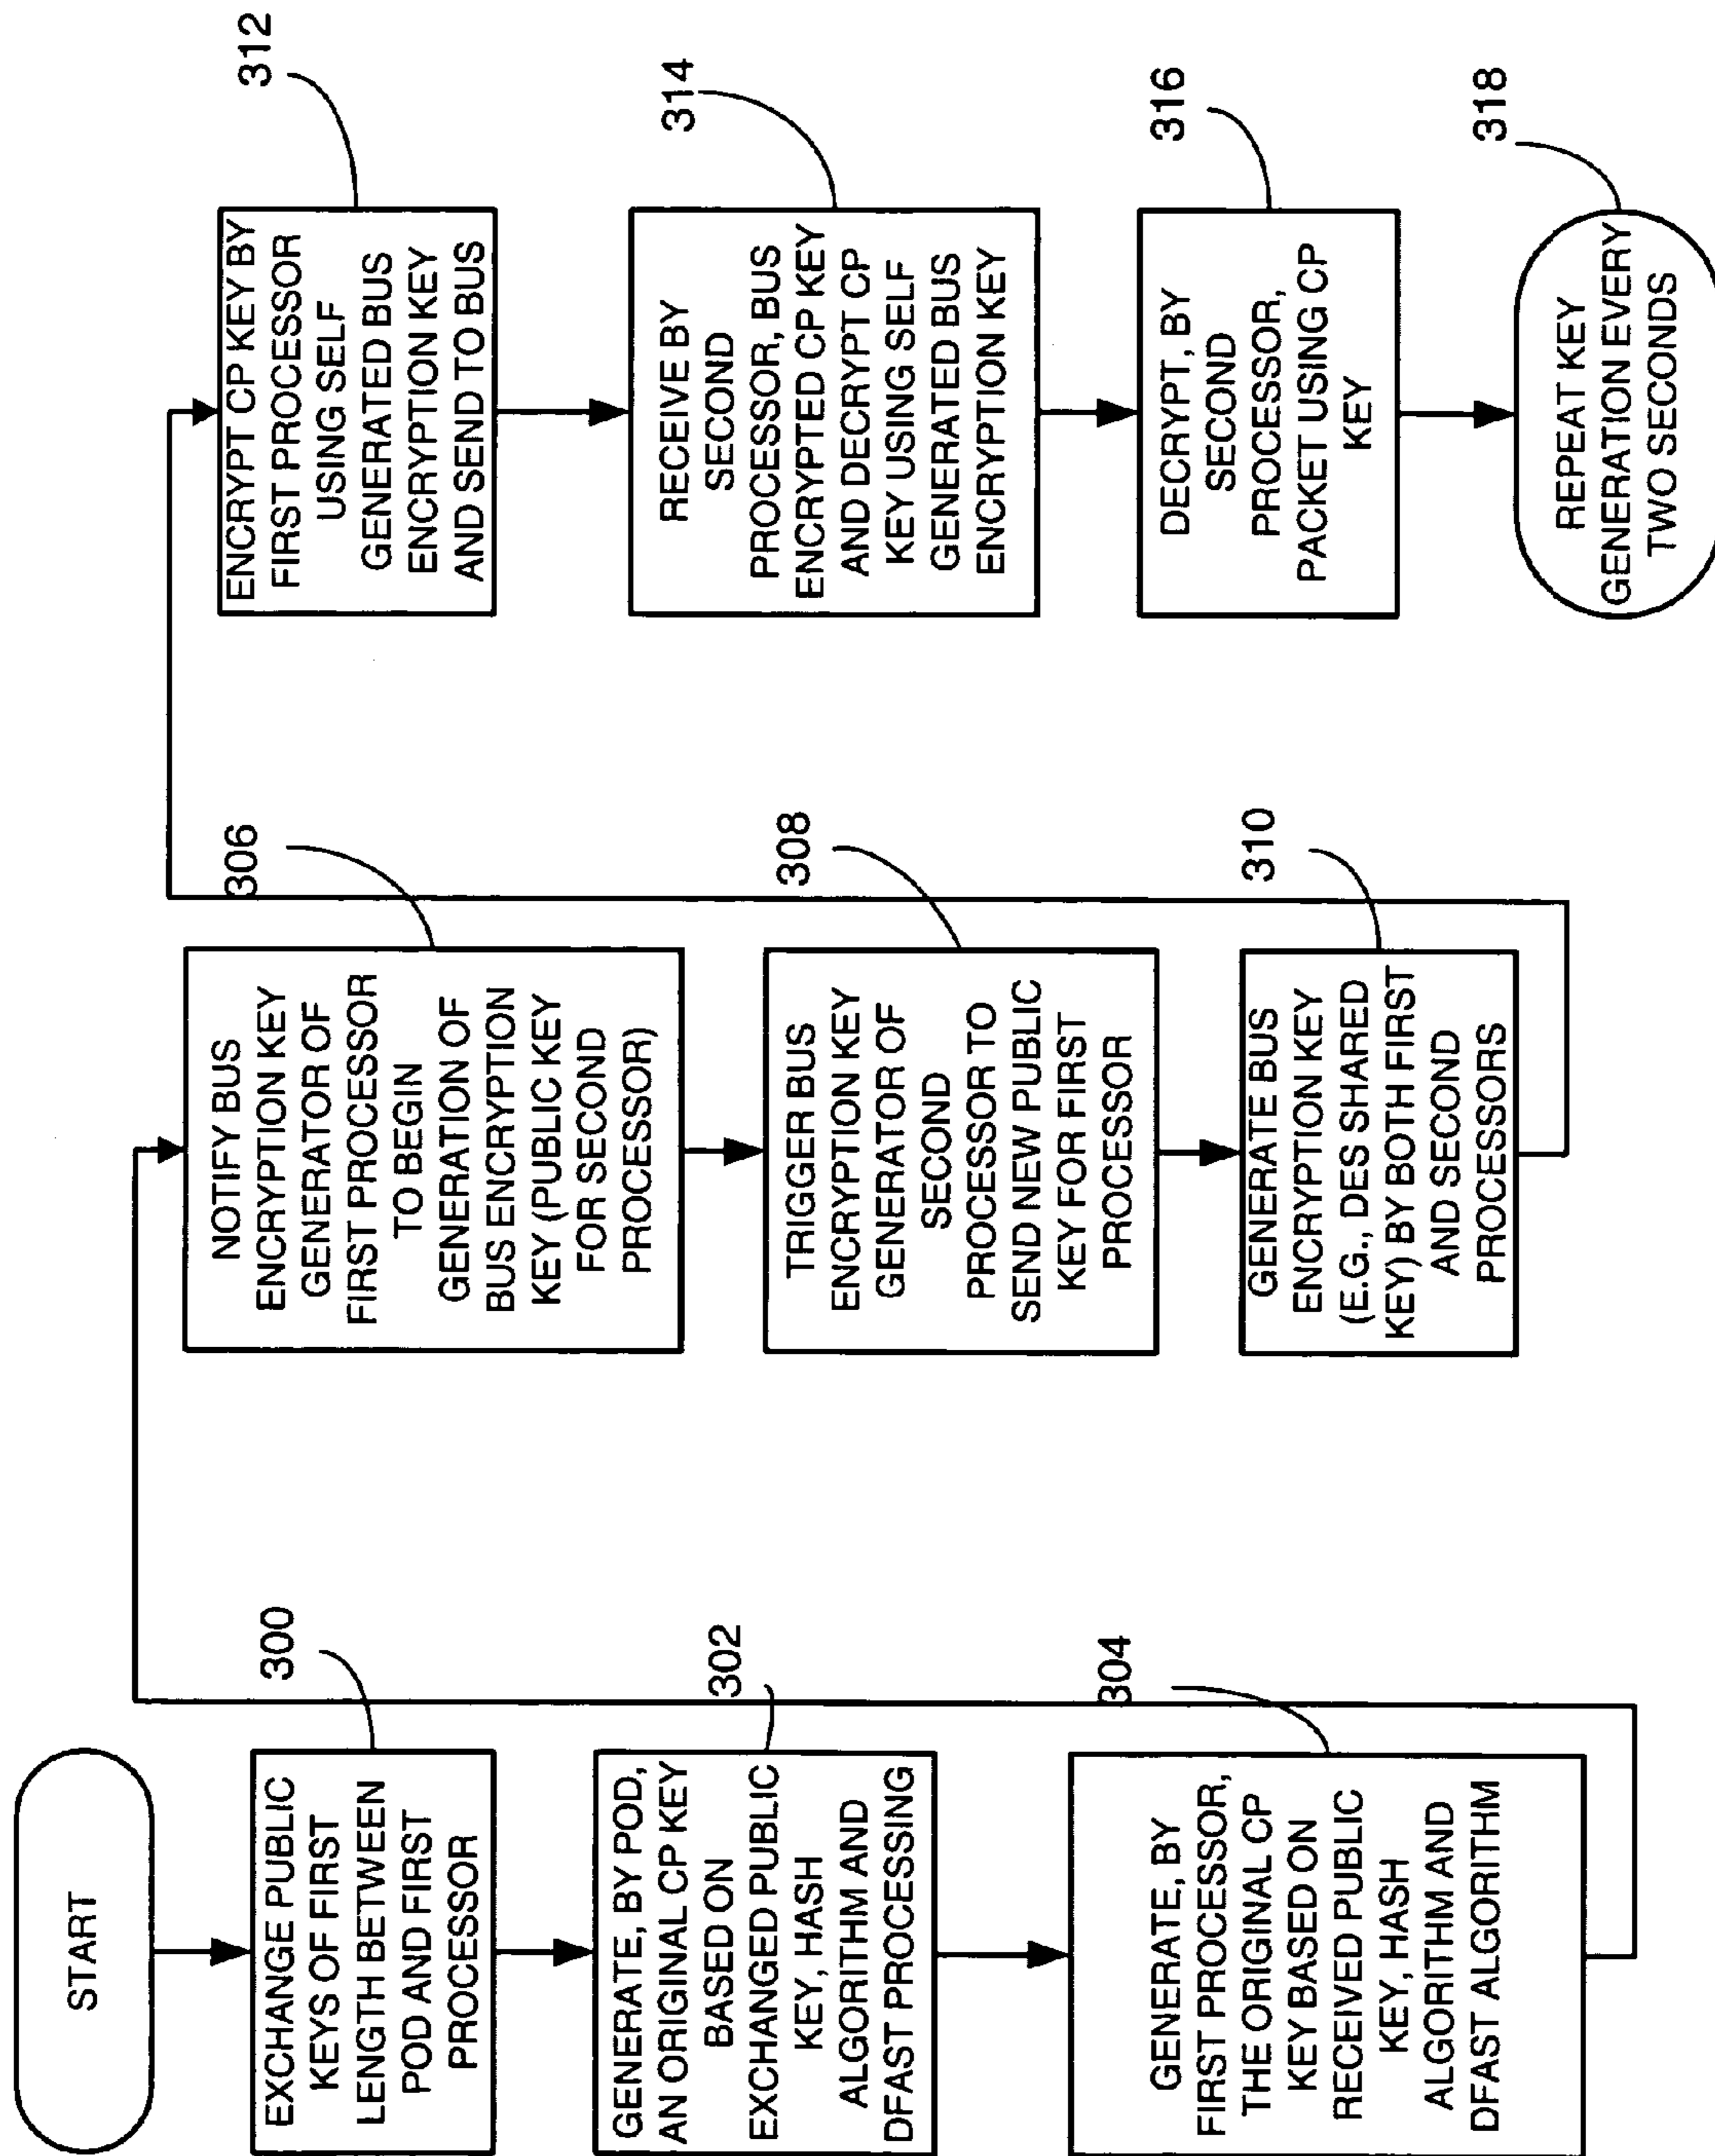 START
EXCHANGE PUBLIC
KEYS OF FIRST
LENGTH BETWEEN
POD AND FIRST
PROCESSOR
300
GENERATE, BY POD,
AN ORIGINAL CP KEY
BASED ON
EXCHANGED PUBLIC
KEY, HASH
ALGORITHM AND
DFAST PROCESSING
302
GENERATE, BY
FIRST PROCESSOR,
THE ORIGINAL CP
KEY BASED ON
RECEIVED PUBLIC
KEY, HASH
ALGORITHM AND
DFAST ALGORITHM
304
NOTIFY BUS
ENCRYPTION KEY
GENERATOR OF
FIRST PROCESSOR
TO BEGIN
GENERATION OF
BUS ENCRYPTION
KEY (PUBLIC KEY
FOR SECOND
PROCESSOR)
306
TRIGGER BUS
ENCRYPTION KEY
GENERATOR OF
SECOND
PROCESSOR TO
SEND NEW PUBLIC
KEY FOR FIRST
PROCESSOR
308
GENERATE BUS
ENCRYPTION KEY
(E.G., DES SHARED
KEY) BY BOTH FIRST
AND SECOND
PROCESSORS
310
ENCRYPT CP KEY BY
FIRST PROCESSOR
USING SELF
GENERATED BUS
ENCRYPTION KEY
AND SEND TO BUS
312
RECEIVE BY
SECOND
PROCESSOR, BUS
ENCRYPTED CP KEY
AND DECRYPT CP
KEY USING SELF
GENERATED BUS
ENCRYPTION KEY
314
DECRYPT, BY
SECOND
PROCESSOR,
PACKET USING CP
KEY
316
REPEAT KEY
GENERATION EVERY
TWO SECONDS
318